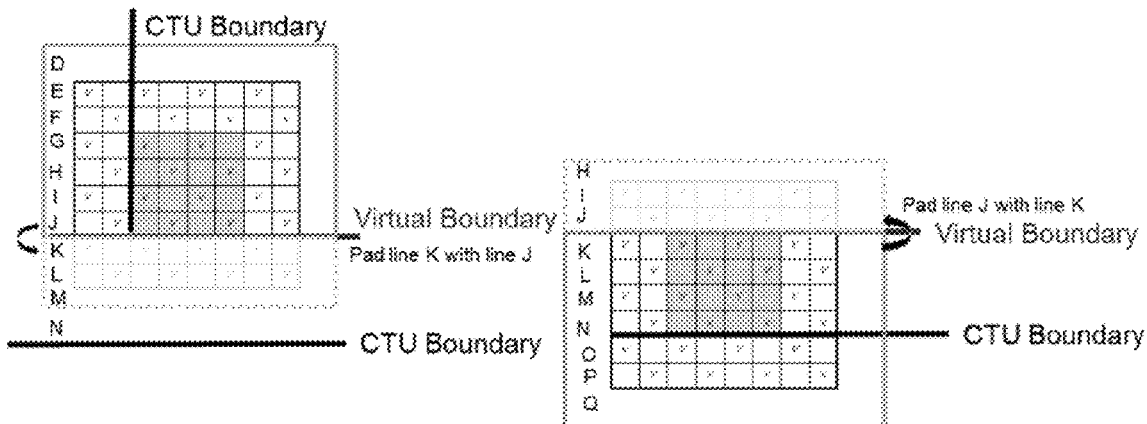 CTU Boundary
D
E
F
G
H
I
J
K
L
M
N
Virtual Boundary
Pad line K with line J
CTU Boundary
H
I
J
K
L
M
N
O
P
Q
Pad line J with line K
Virtual Boundary
CTU Boundary